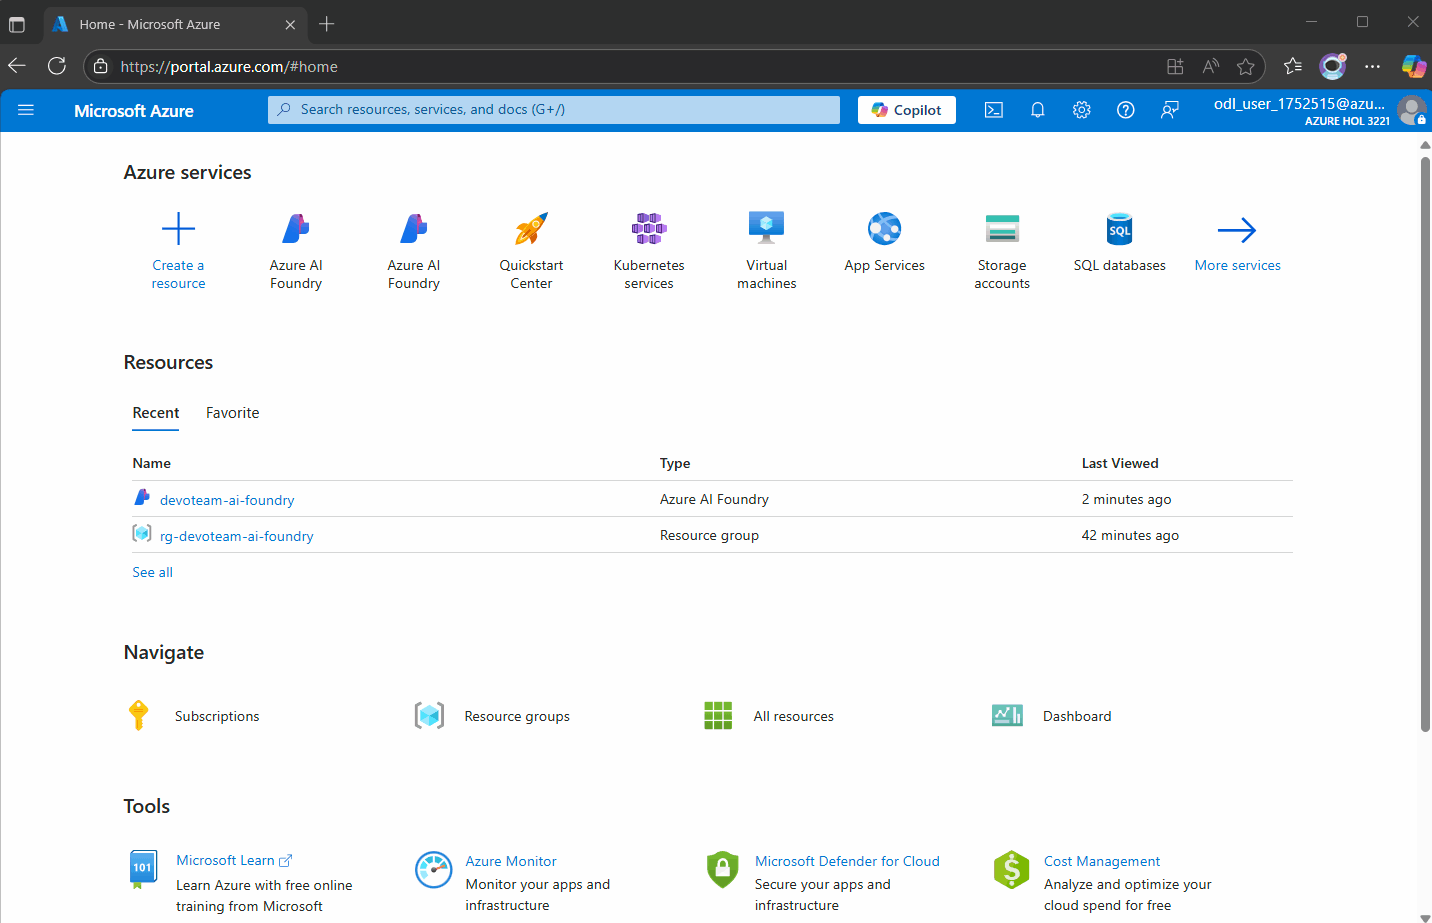 Home - Microsoft Azure
https://portal.azure.com/#home
Microsoft Azure
Search resources, services, and docs (G+/)
Copilot
odl_user_1752515@azu...
AZURE HOL 3221
Azure services
Create a resource
Azure AI Foundry
Azure AI Foundry
Quickstart Center
Kubernetes services
Virtual machines
App Services
Storage accounts
SQL
SQL databases
More services
Resources
Recent Favorite
Name Type Last Viewed
devoteam-ai-foundry Azure AI Foundry 2 minutes ago
rg-devoteam-ai-foundry Resource group 42 minutes ago
See all
Navigate
Subscriptions Resource groups All resources Dashboard
Tools
101
Microsoft Learn
Learn Azure with free online
training from Microsoft
Azure Monitor
Monitor your apps and
infrastructure
Microsoft Defender for Cloud
Secure your apps and
infrastructure
$
Cost Management
Analyze and optimize your
cloud spend for free